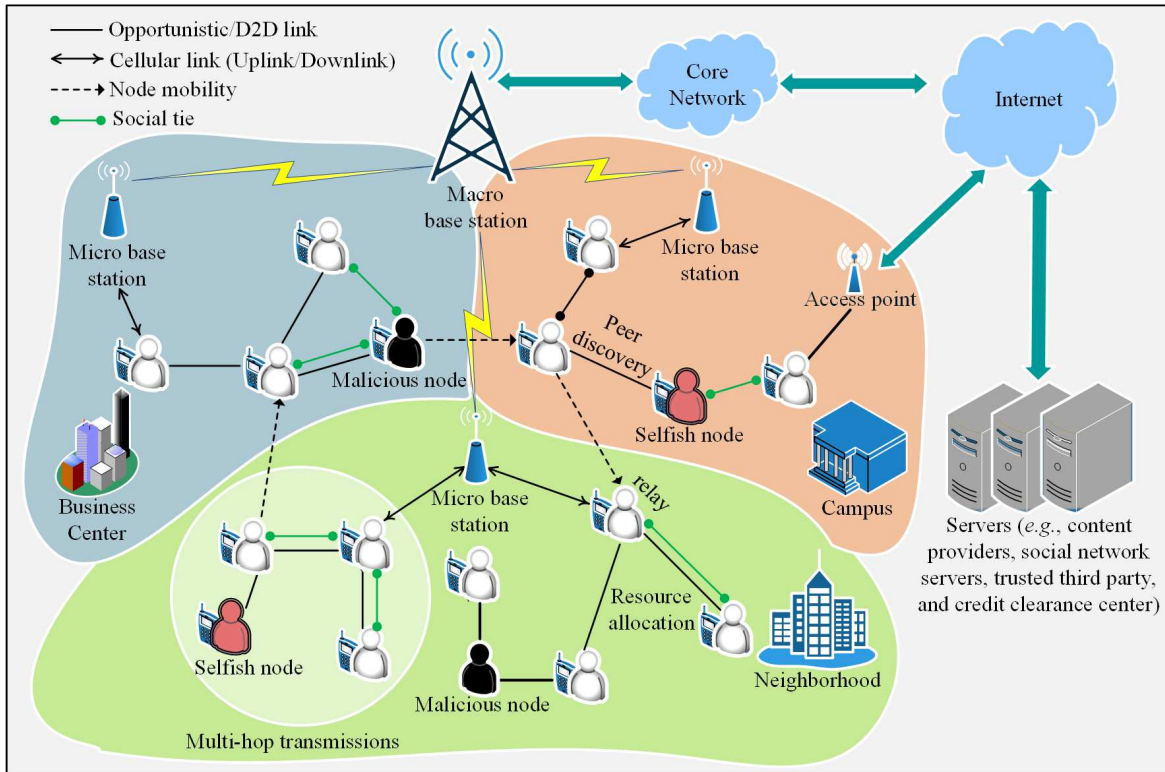 Opportunistic/D2D link
Cellular link (Uplink/Downlink)
Node mobility
Social tie
Core
Network
Internet
Macro
base station
Micro base
station
Micro base
station
Access point
Peer
discovery
Malicious node
Selfish node
Business
Center
Micro base
station
relay
Campus
Servers (e.g., content
providers, social network
servers, trusted third party,
and credit clearance center)
Resource
allocation
Selfish node
Malicious node
Neighborhood
Multi-hop transmissions